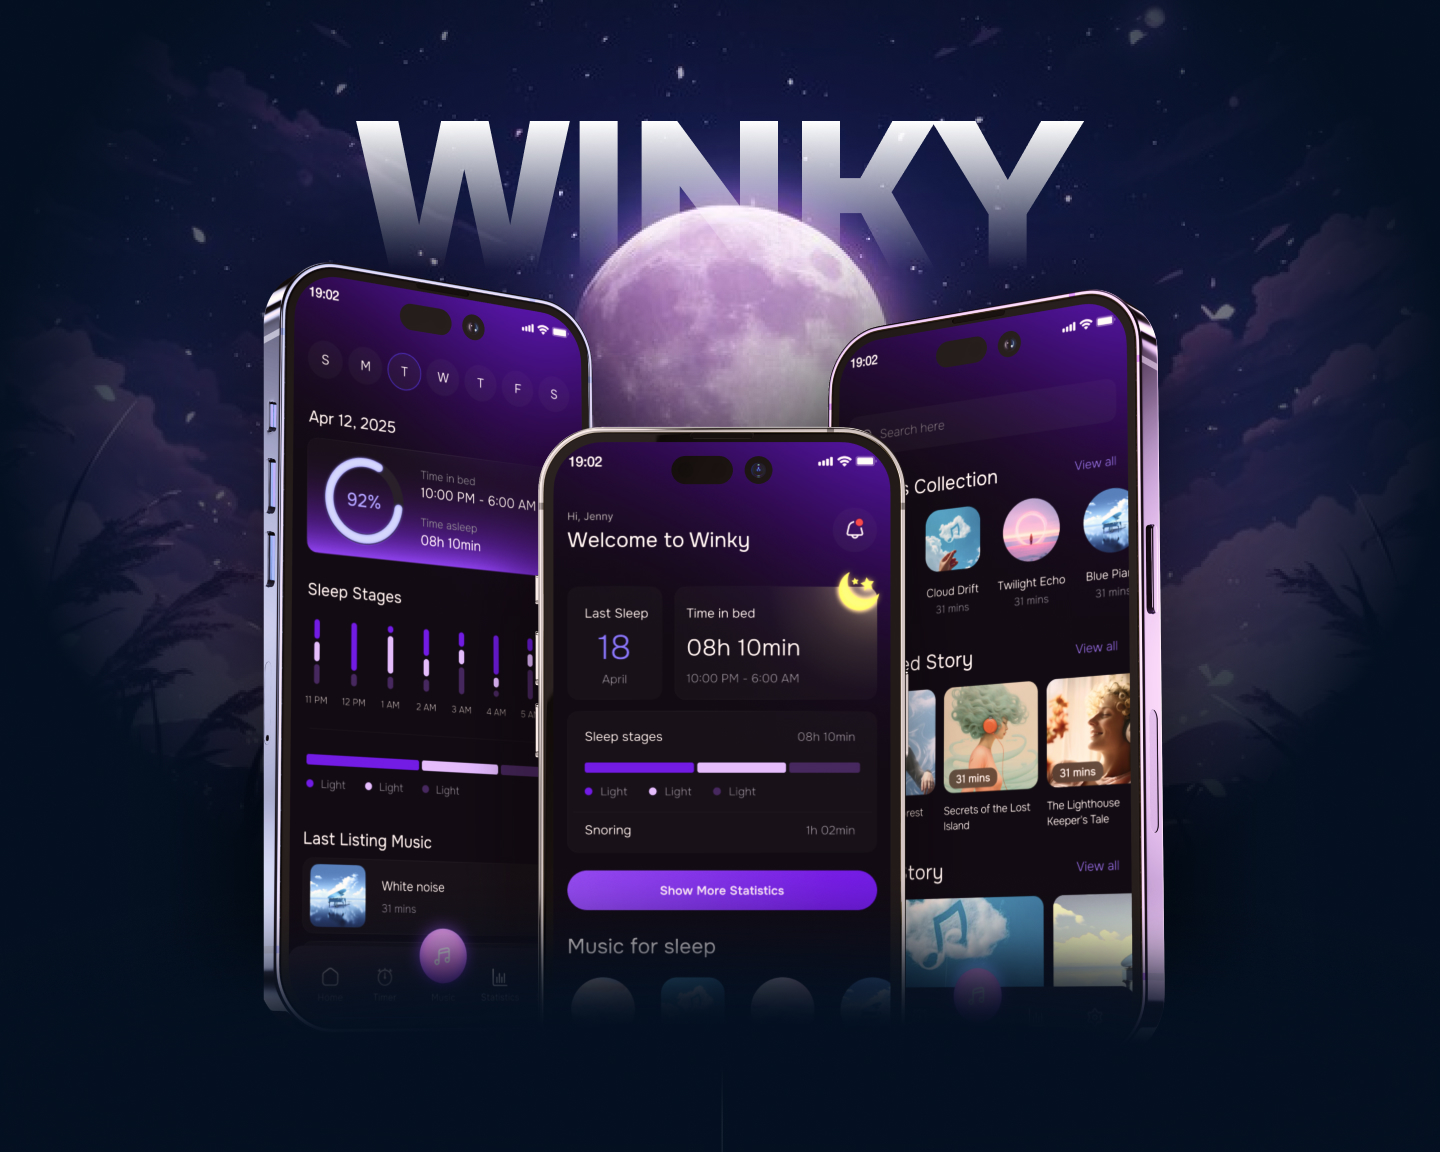 WINKY
19:02
S M T W T F S
Apr 12, 2025
92%
Time in bed
10:00 PM - 6:00 AM
Time asleep
08h 10min
Sleep Stages
11 PM 12 PM 1 AM 2 AM 3 AM 4 AM 5 A
Light Light Light
Last Listing Music
White noise
31 mins
Home Timer Music Statistics
19:02
Hi, Jenny
Welcome to Winky
Last Sleep
18
April
Time in bed
08h 10min
10:00 PM - 6:00 AM
Sleep stages 08h 10min
Light Light Light
Snoring 1h 02min
Show More Statistics
Music for sleep
19:02
Search here
s Collection View all
Cloud Drift Twilight Echo Blue Pian
31 mins 31 mins 31 mins
ed Story View all
31 mins 31 mins
rest Secrets of the Lost Island The Lighthouse Keeper's Tale
Story View all